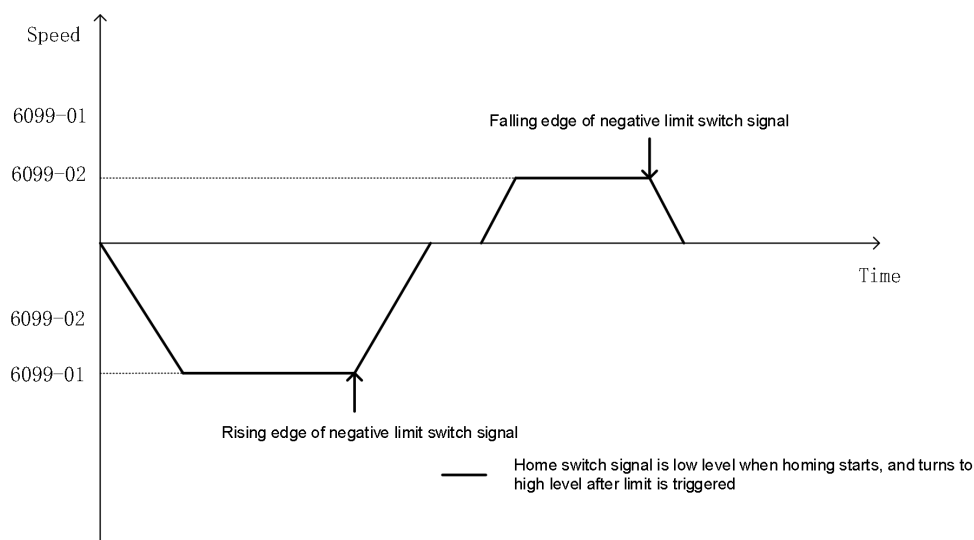 Speed
6099-01
Falling edge of negative limit switch signal
6099-02
Time
6099-02
6099-01
Rising edge of negative limit switch signal
Home switch signal is low level when homing starts, and turns to
high level after limit is triggered